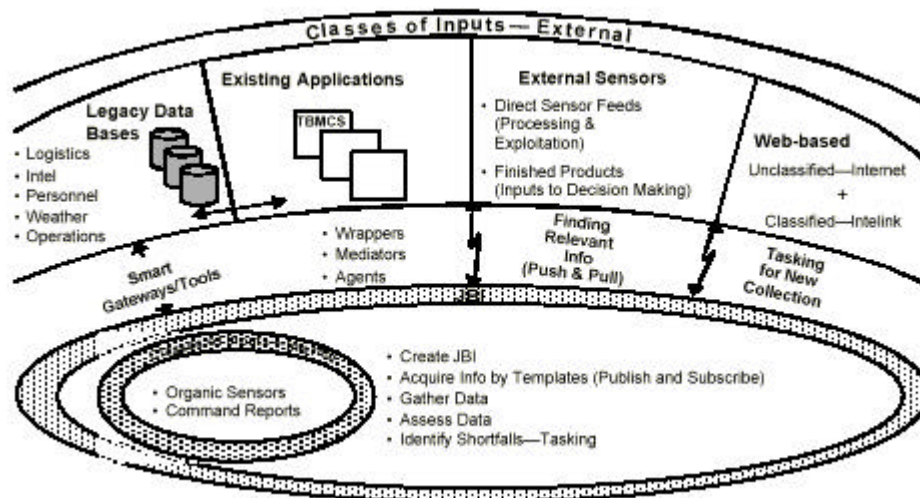 Classes of Inputs—External
Legacy Data
Bases
• Logistics
• Intel
• Personnel
• Weather
• Operations
Existing Applications
TBMCS
External Sensors
• Direct Sensor Feeds
(Processing &
Exploitation)
• Finished Products
(Inputs to Decision Making)
Web-based
Unclassified—Internet
+
Classified—Intelink
Smart
Gateways/Tools
• Wrappers
• Mediators
• Agents
Finding
Relevant
Info
(Push & Pull)
Tasking
for New
Collection
JBI
• Organic Sensors
• Command Reports
• Create JBI
• Acquire Info by Templates (Publish and Subscribe)
• Gather Data
• Assess Data
• Identify Shortfalls—Tasking